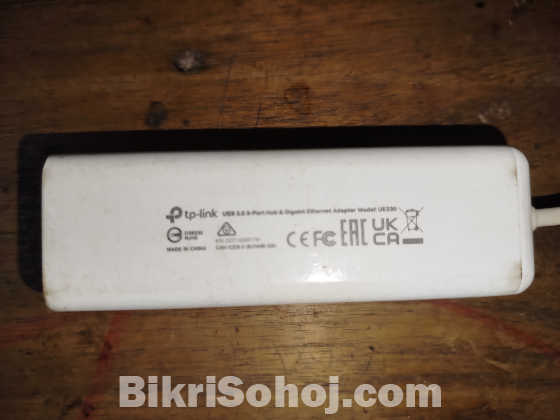 tp-link USB 3.0 3-Port Hub & Gigabit Ethernet Adapter Model: UE330
RoHS
MADE IN CHINA
CE FC EAC UK CA
BikriSohoj.com